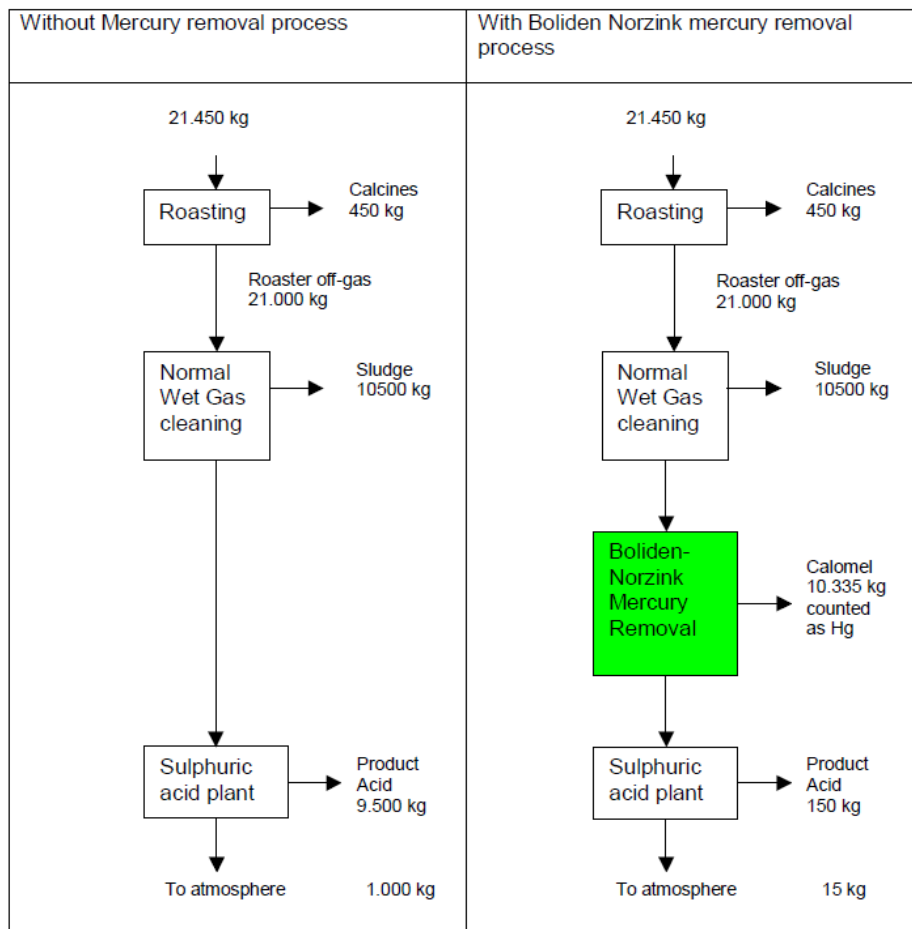 Without Mercury removal process
With Boliden Norzink mercury removal
process
21.450 kg
Roasting
Calcines
450 kg
Roaster off-gas
21.000 kg
Normal
Wet Gas
cleaning
Sludge
10500 kg
Sulphuric
acid plant
Product
Acid
9.500 kg
To atmosphere
1.000 kg
21.450 kg
Roasting
Calcines
450 kg
Roaster off-gas
21.000 kg
Normal
Wet Gas
cleaning
Sludge
10500 kg
Boliden-
Norzink
Mercury
Removal
Calomel
10.335 kg
counted
as Hg
Sulphuric
acid plant
Product
Acid
150 kg
To atmosphere
15 kg